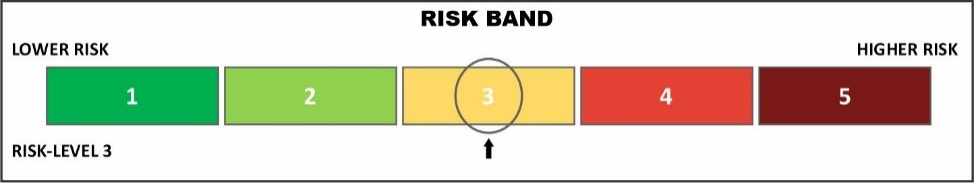 RISK BAND
LOWER RISK HIGHER RISK
1 2 3 4 5
RISK-LEVEL 3